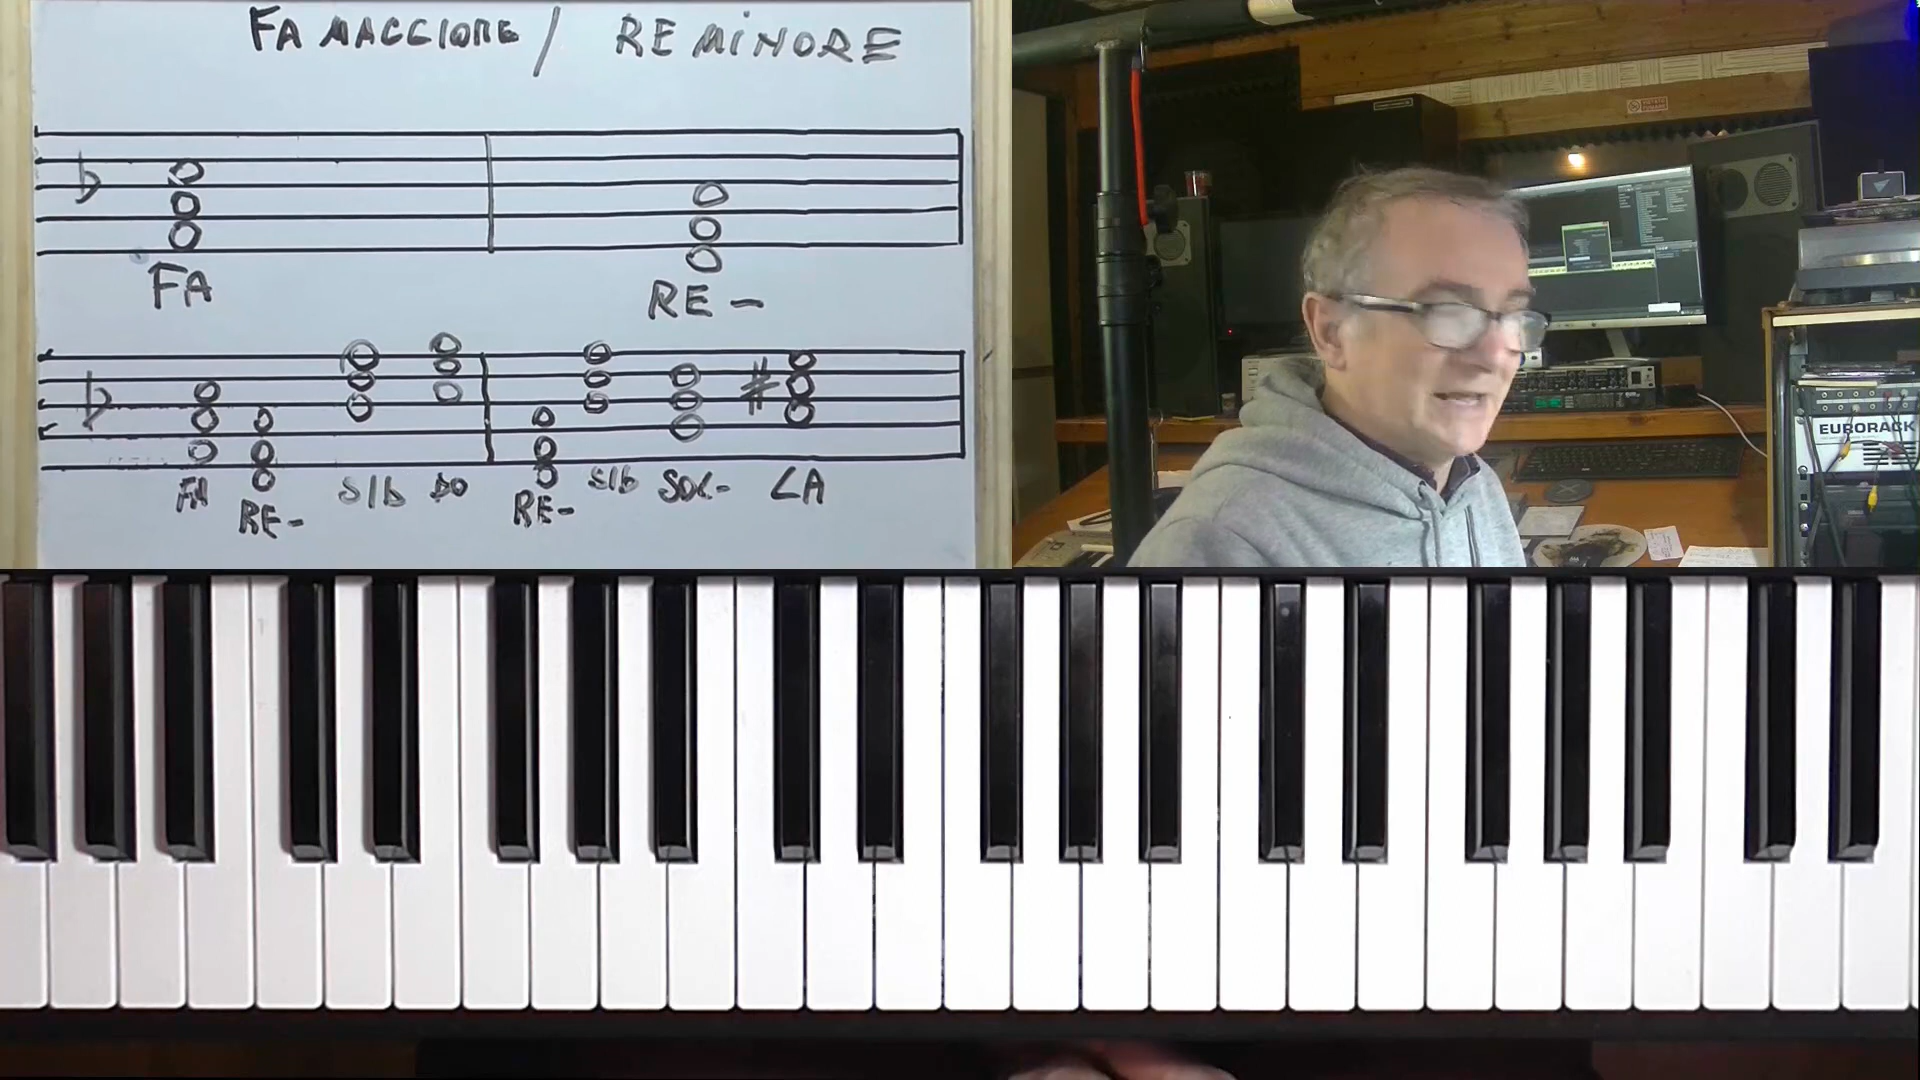 FA MAGGIORE / RE MINORE
FA
RE -
FA
RE-
SIb
DO
RE-
SIb
SOL-
LA
EURORACK